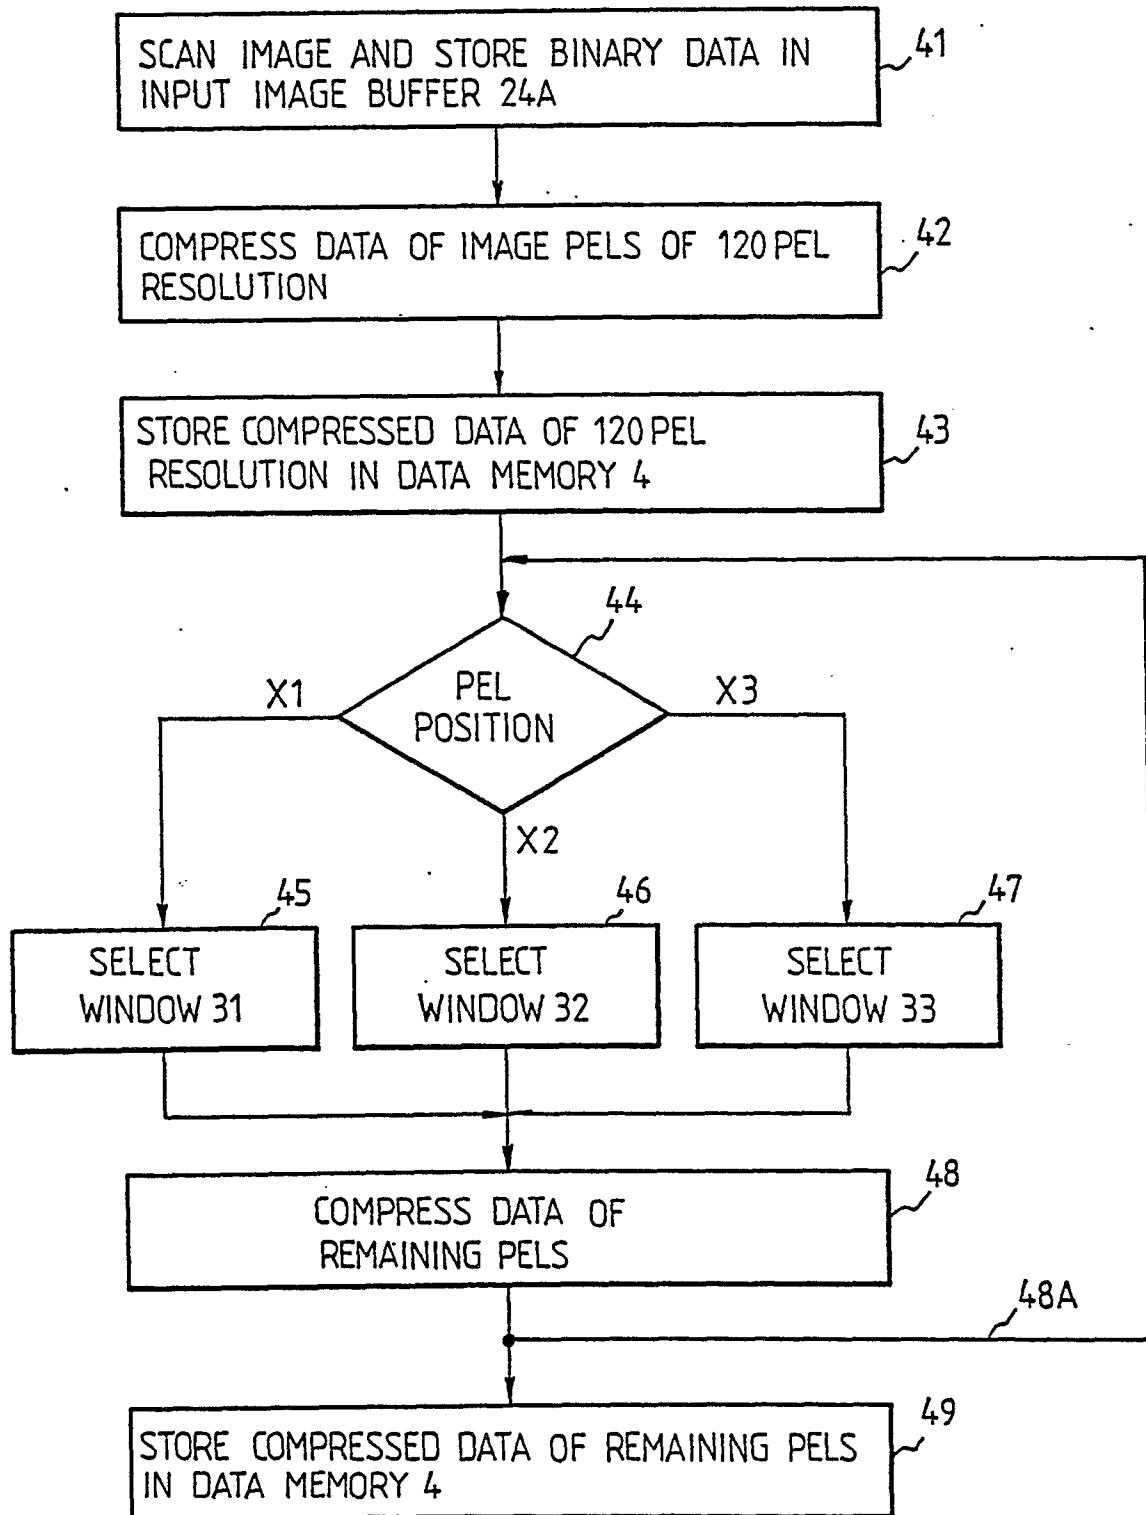 SCAN IMAGE AND STORE BINARY DATA IN
INPUT IMAGE BUFFER 24A
41
COMPRESS DATA OF IMAGE PELS OF 120 PEL
RESOLUTION
42
STORE COMPRESSED DATA OF 120 PEL
RESOLUTION IN DATA MEMORY 4
43
44
PEL
POSITION
X1
X3
X2
45
46
47
SELECT
WINDOW 31
SELECT
WINDOW 32
SELECT
WINDOW 33
COMPRESS DATA OF
REMAINING PELS
48
48A
STORE COMPRESSED DATA OF REMAINING PELS
IN DATA MEMORY 4
49